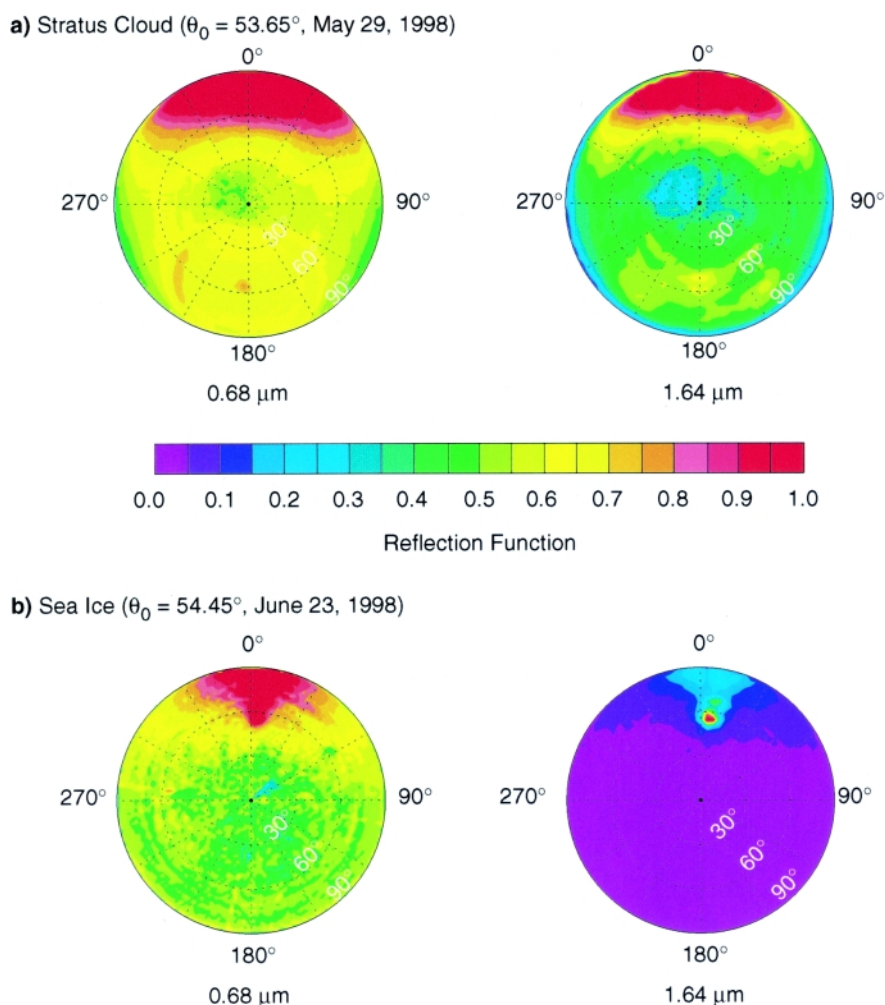 a) Stratus Cloud (θ0 = 53.65°, May 29, 1998)
0° 0°
270° 90° 270° 90°
30° 30°
60° 60°
90° 90°
180° 180°
0.68 μm 1.64 μm
0.0 0.1 0.2 0.3 0.4 0.5 0.6 0.7 0.8 0.9 1.0
Reflection Function
b) Sea Ice (θ0 = 54.45°, June 23, 1998)
0° 0°
270° 90° 270° 90°
30° 30°
60° 60°
90° 90°
180° 180°
0.68 μm 1.64 μm